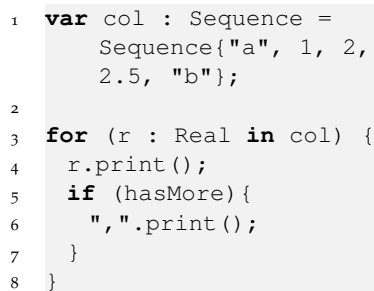 1 var col : Sequence =
Sequence{"a", 1, 2,
2.5, "b"};
2
3 for (r : Real in col) {
4 r.print();
5 if (hasMore){
6 ",".print();
7 }
8 }